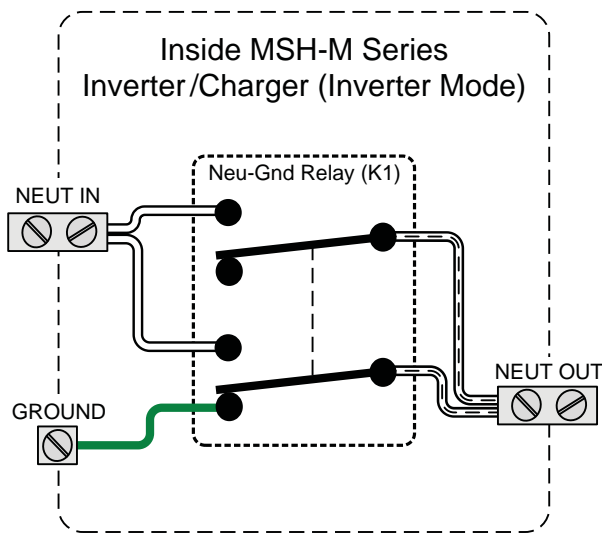 Inside MSH-M Series
Inverter/Charger (Inverter Mode)
Neu-Gnd Relay (K1)
NEUT IN
NEUT OUT
GROUND